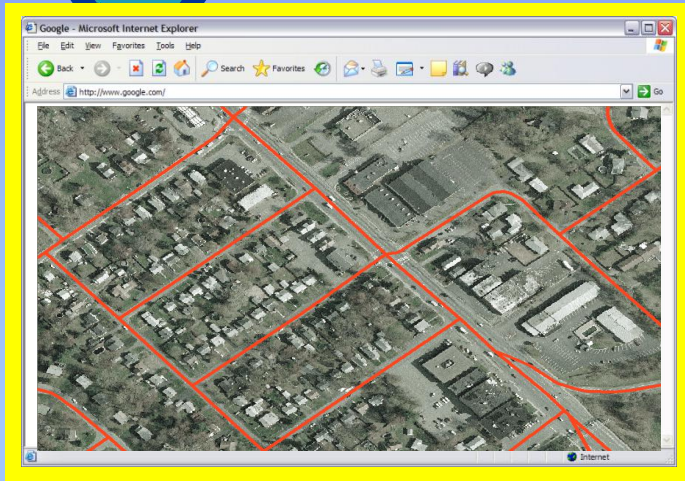 Google - Microsoft Internet Explorer
File Edit View Favorites Tools Help
Back Search Favorites
Address http://www.google.com/ Go
Internet